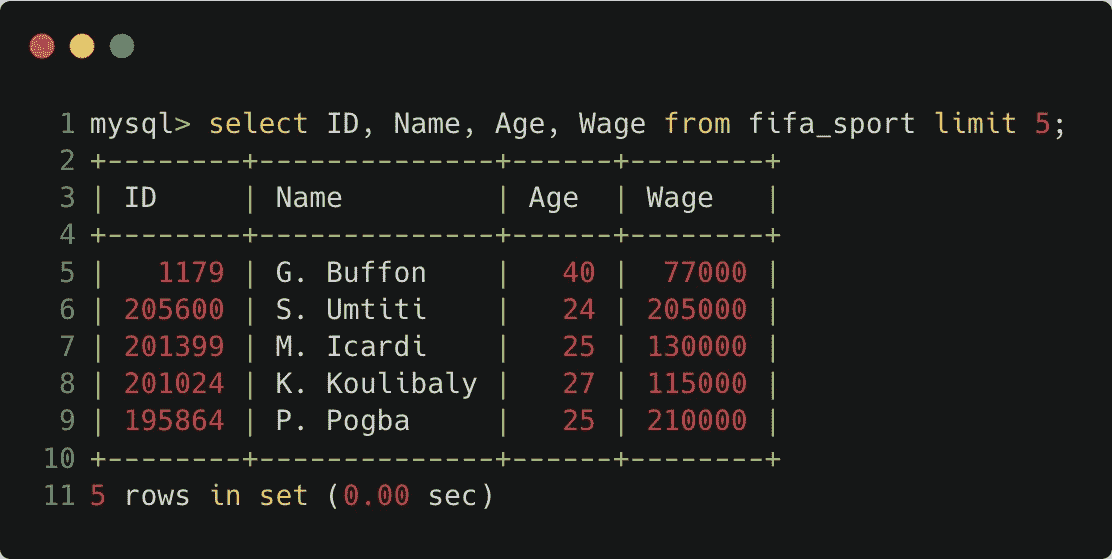 1 mysql> select ID, Name, Age, Wage from fifa_sport limit 5;
2 +--------+--------------+------+--------+
3 | ID     | Name         | Age  | Wage   |
4 +--------+--------------+------+--------+
5 |   1179 | G. Buffon    |   40 |  77000 |
6 | 205600 | S. Umtiti    |   24 | 205000 |
7 | 201399 | M. Icardi    |   25 | 130000 |
8 | 201024 | K. Koulibaly |   27 | 115000 |
9 | 195864 | P. Pogba     |   25 | 210000 |
10 +--------+--------------+------+--------+
11 5 rows in set (0.00 sec)